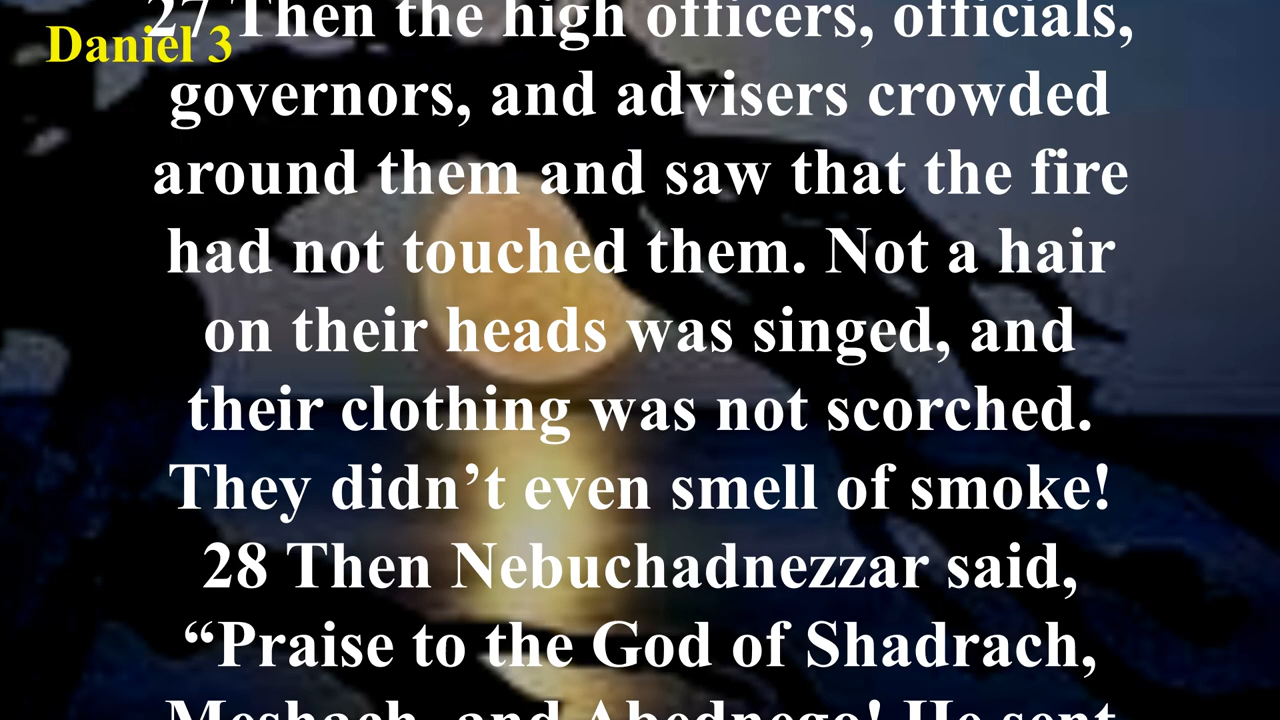 Daniel 3
27 Then the high officers, officials,
governors, and advisers crowded
around them and saw that the fire
had not touched them. Not a hair
on their heads was singed, and
their clothing was not scorched.
They didn’t even smell of smoke!
28 Then Nebuchadnezzar said,
“Praise to the God of Shadrach,
Meshach, and Abednego! He sent